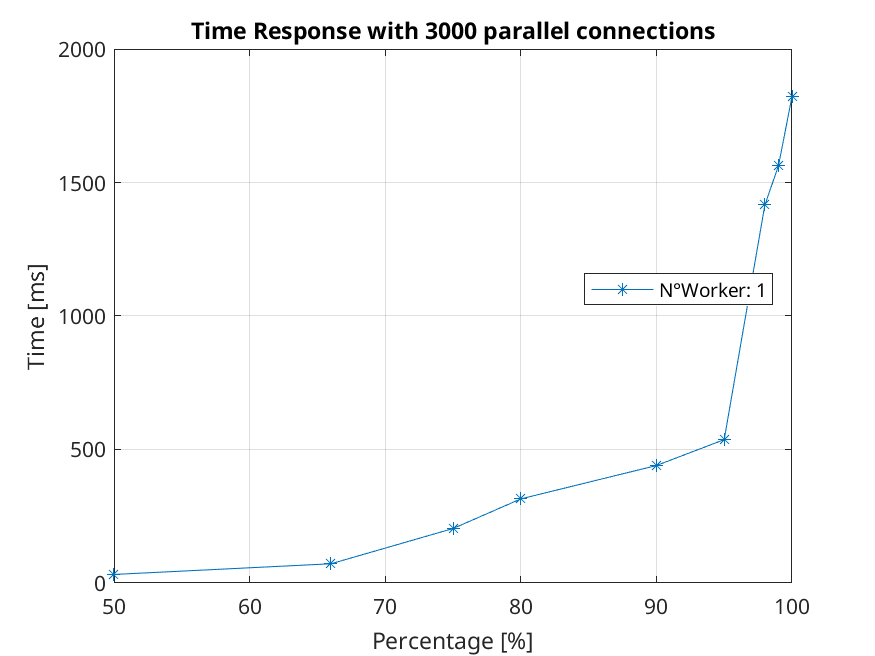 Time Response with 3000 parallel connections
2000
1500
1000
500
0
Time [ms]
N°Worker: 1
50 60 70 80 90 100
Percentage [%]